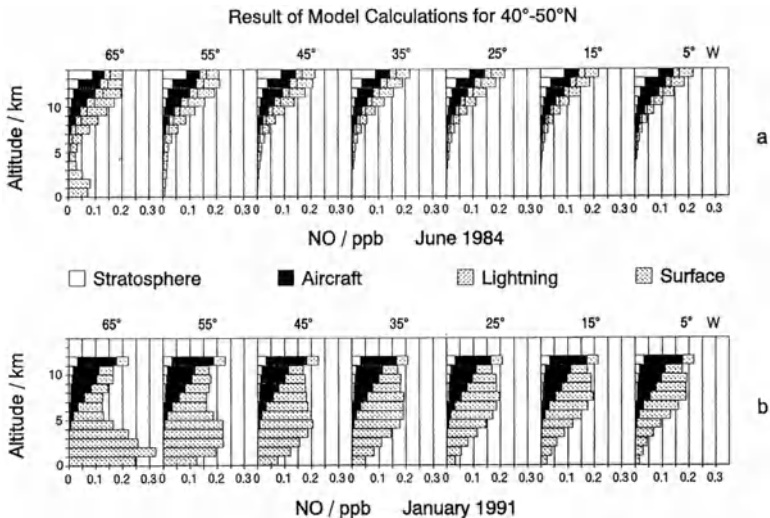 Result of Model Calculations for 40°-50°N
65° 55° 45° 35° 25° 15° 5° W
Altitude / km
10
5
0
a
0 0.1 0.2 0.3 0 0.1 0.2 0.3 0 0.1 0.2 0.3 0 0.1 0.2 0.3 0 0.1 0.2 0.3 0 0.1 0.2 0.3 0 0.1 0.2 0.3
NO / ppb June 1984
Stratosphere Aircraft Lightning Surface
65° 55° 45° 35° 25° 15° 5° W
Altitude / km
10
5
0
b
0 0.1 0.2 0.3 0 0.1 0.2 0.3 0 0.1 0.2 0.3 0 0.1 0.2 0.3 0 0.1 0.2 0.3 0 0.1 0.2 0.3 0 0.1 0.2 0.3
NO / ppb January 1991